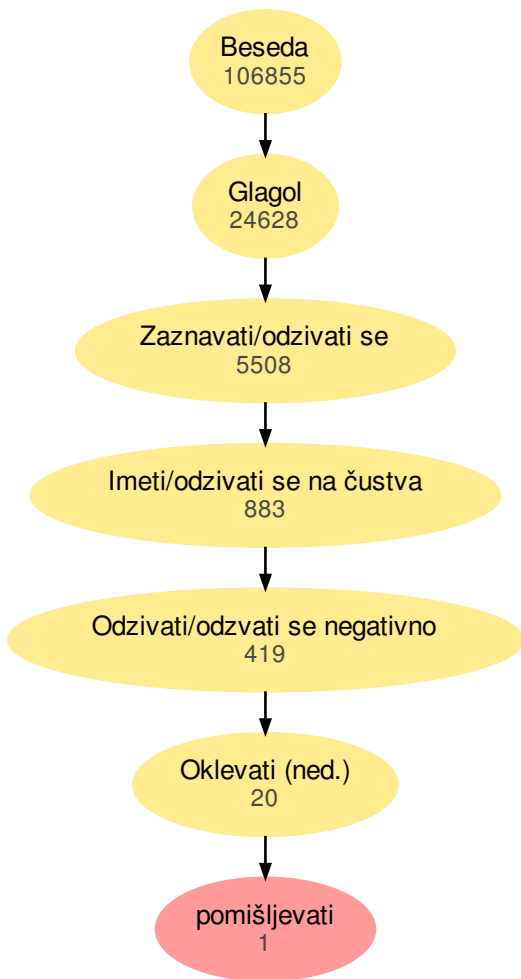 Beseda
106855
Glagol
24628
Zaznavati/odzivati se
5508
Imeti/odzivati se na čustva
883
Odzivati/odzvati se negativno
419
Oklevati (ned.)
20
pomišljevati
1